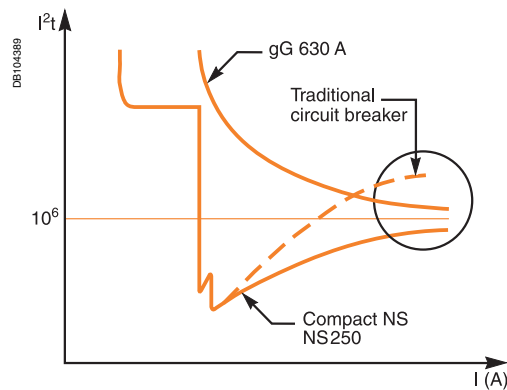 I²t
DB104389
gG 630 A
Traditional
circuit breaker
10⁶
Compact NS
NS250
I (A)